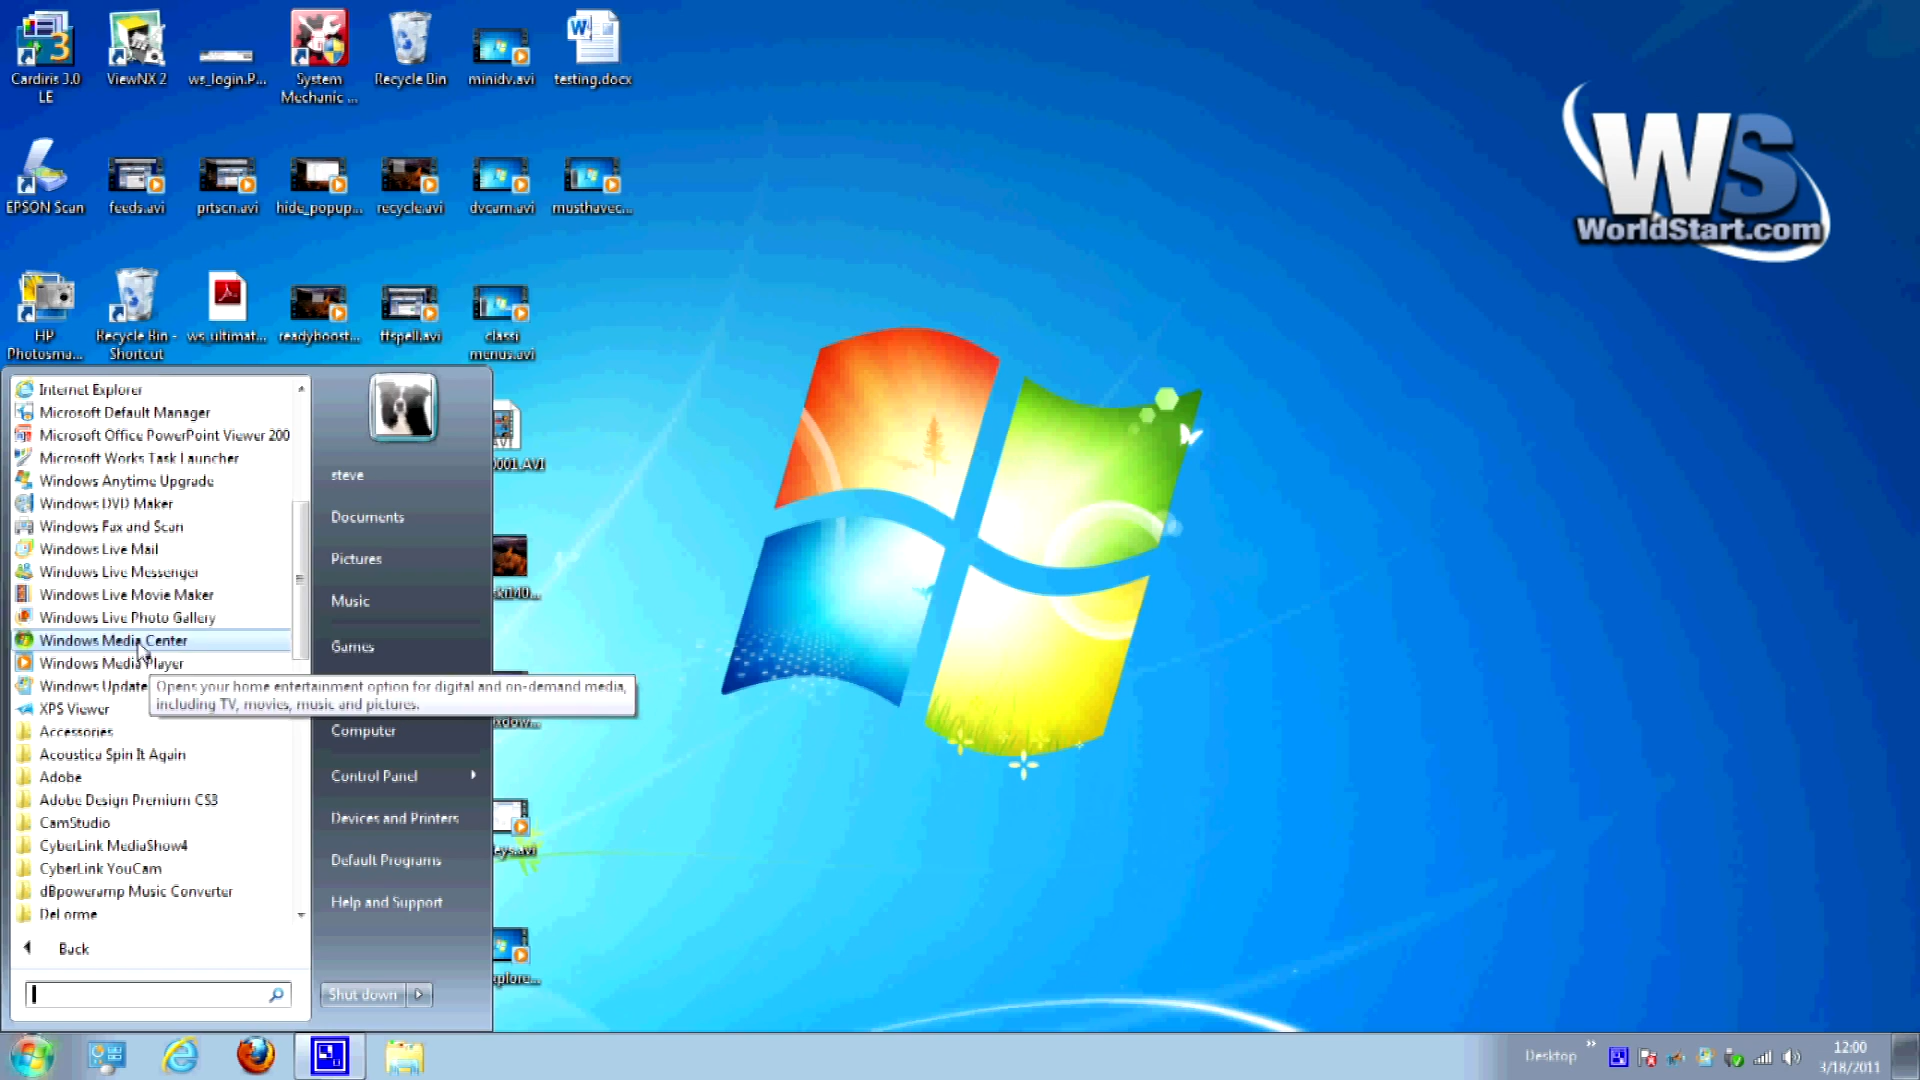 Cardiris 3.0
LE
ViewNX 2
ws_login.P...
System
Mechanic ...
Recycle Bin
minidv.avi
testing.docx
EPSON Scan
feeds.avi
prtscn.avi
hide_popup...
recycle.avi
dvcam.avi
musthavec...
HP
Photosma...
Recycle Bin -
Shortcut
ws_ultimat...
readyboost...
ffspell.avi
classi
menus.avi
WS
WorldStart.com
Internet Explorer
Microsoft Default Manager
Microsoft Office PowerPoint Viewer 200
Microsoft Works Task Launcher
Windows Anytime Upgrade
Windows DVD Maker
Windows Fax and Scan
Windows Live Mail
Windows Live Messenger
Windows Live Movie Maker
Windows Live Photo Gallery
Windows Media Center
Windows Media Player
Windows Update
XPS Viewer
Accessories
Acoustica Spin It Again
Adobe
Adobe Design Premium CS3
CamStudio
CyberLink MediaShow4
CyberLink YouCam
dBpoweramp Music Converter
DeLorme
Back
Opens your home entertainment option for digital and on-demand media,
including TV, movies, music and pictures.
steve
Documents
Pictures
Music
Games
Computer
Control Panel
Devices and Printers
Default Programs
Help and Support
Shut down
0001.AVI
eys.avi
xplore...
Desktop
12:00
3/18/2011